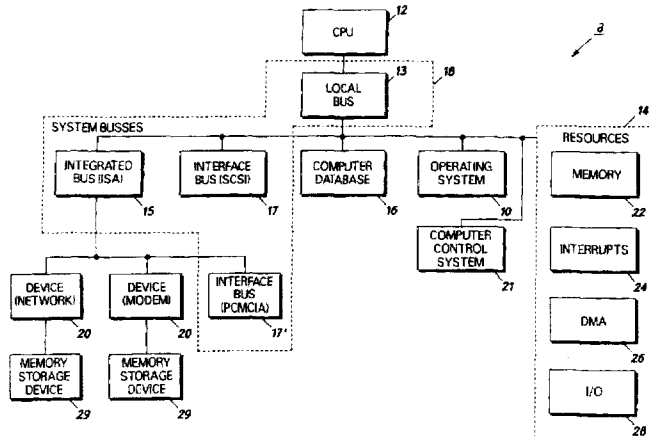 12
CPU
8
13
18
LOCAL
BUS
14
SYSTEM BUSSES
RESOURCES
INTEGRATED
BUS (ISA)
INTERFACE
BUS (SCSI)
COMPUTER
DATABASE
OPERATING
SYSTEM
MEMORY
15
17
16
10
22
COMPUTER
CONTROL
SYSTEM
INTERRUPTS
21
24
DEVICE
(NETWORK)
DEVICE
(MODEM)
INTERFACE
BUS
(PCMCIA)
DMA
20
20
17'
26
MEMORY
STORAGE
DEVICE
MEMORY
STORAGE
DEVICE
I/O
29
29
28